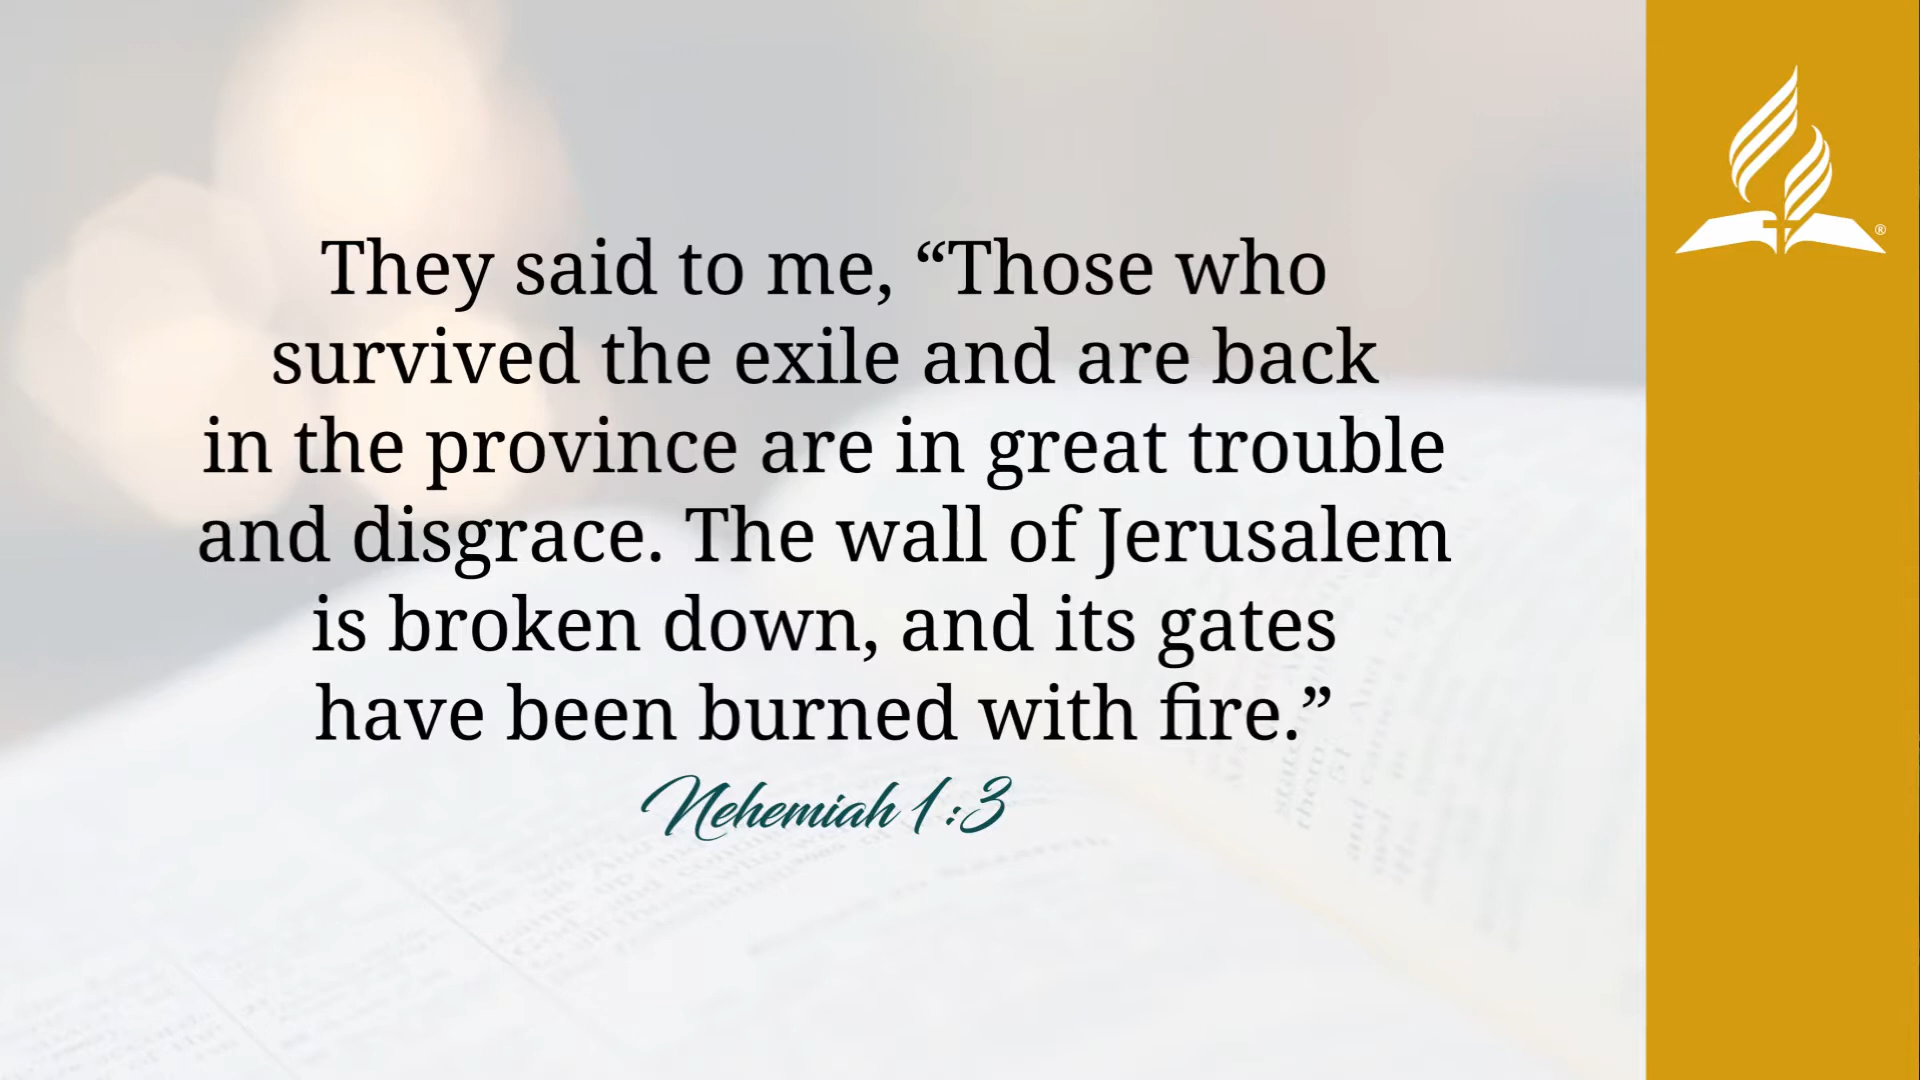 They said to me, “Those who
survived the exile and are back
in the province are in great trouble
and disgrace. The wall of Jerusalem
is broken down, and its gates
have been burned with fire.”
Nehemiah 1:3
®